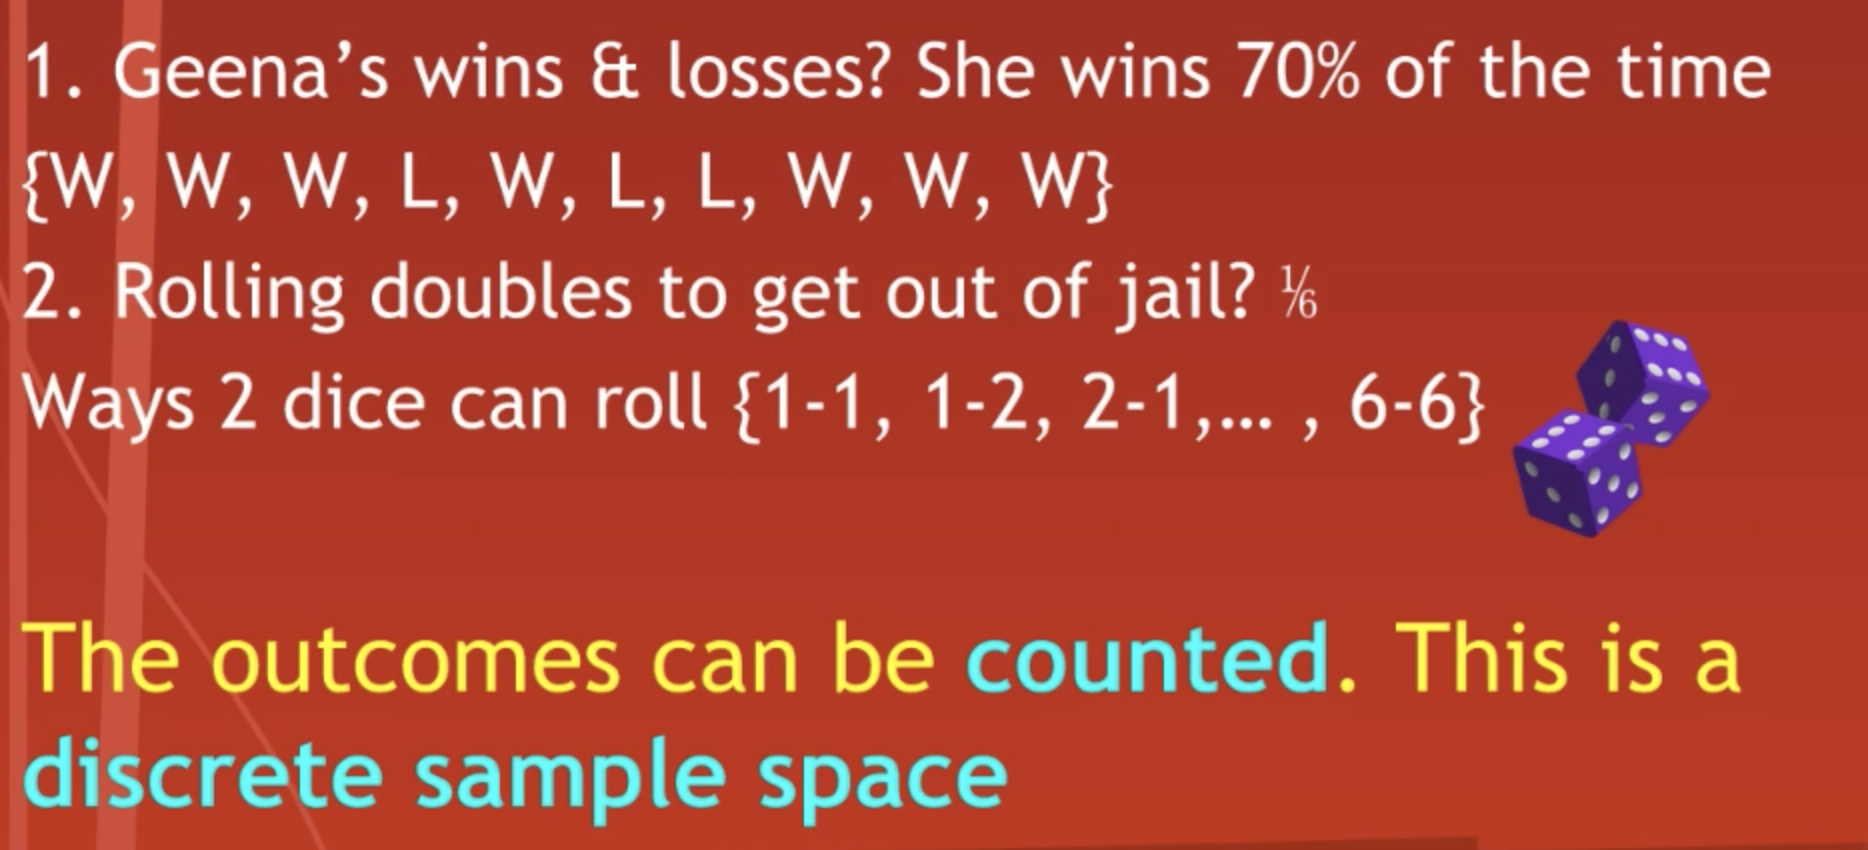 1. Geena’s wins & losses? She wins 70% of the time
{W, W, W, L, W, L, L, W, W, W}
2. Rolling doubles to get out of jail? ⅙
Ways 2 dice can roll {1-1, 1-2, 2-1,… , 6-6}
The outcomes can be counted. This is a
discrete sample space